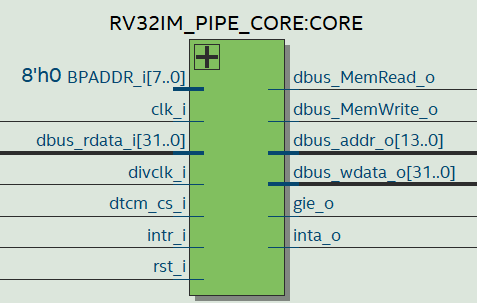 RV32IM_PIPE_CORE:CORE
8'h0 BPADDR_i[7..0]
clk_i
dbus_rdata_i[31..0]
divclk_i
dtcm_cs_i
intr_i
rst_i
dbus_MemRead_o
dbus_MemWrite_o
dbus_addr_o[13..0]
dbus_wdata_o[31..0]
gie_o
inta_o